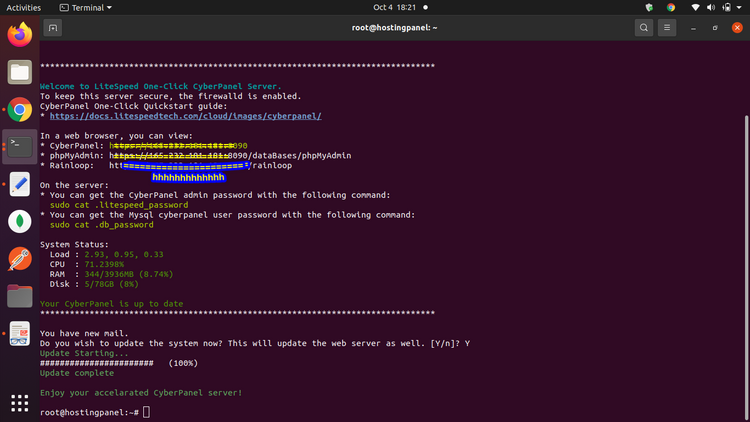 Activities
Terminal
Oct 4 18:21
root@hostingpanel: ~
********************************************************************************
Welcome to LiteSpeed One-Click CyberPanel Server.
To keep this server secure, the firewalld is enabled.
CyberPanel One-Click Quickstart guide:
* https://docs.litespeedtech.com/cloud/images/cyberpanel/
In a web browser, you can view:
* CyberPanel: :8090
* phpMyAdmin: :8090/dataBases/phpMyAdmin
* Rainloop: /rainloop
hhhhhhhhhhhhh
On the server:
* You can get the CyberPanel admin password with the following command:
sudo cat .litespeed_password
* You can get the Mysql cyberpanel user password with the following command:
sudo cat .db_password
System Status:
Load : 2.93, 0.95, 0.33
CPU : 71.2398%
RAM : 344/3936MB (8.74%)
Disk : 5/78GB (8%)
Your CyberPanel is up to date
********************************************************************************
You have new mail.
Do you wish to update the system now? This will update the web server as well. [Y/n]? Y
Update Starting...
####################### (100%)
Update complete
Enjoy your accelarated CyberPanel server!
root@hostingpanel:~#